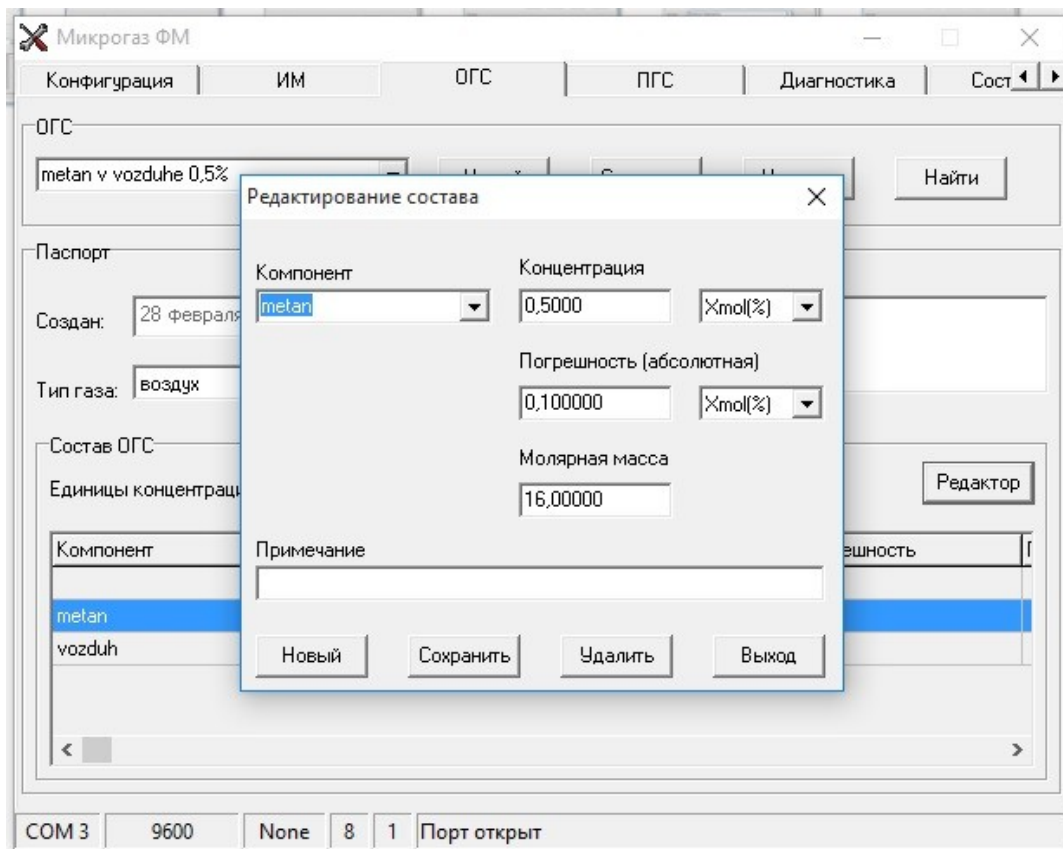 Микрогаз ФМ
Конфигурация ИМ ОГС ПГС Диагностика Сост
ОГС
metan v vozduhe 0,5% Найти
Редактирование состава
Паспорт
Компонент Концентрация
Создан: 28 февраля metan 0,5000 Xmol(%)
Погрешность (абсолютная)
Тип газа: воздух 0,100000 Xmol(%)
Состав ОГС
Молярная масса
Единицы концентраци 16,00000 Редактор
Компонент Примечание ешность
metan
vozduh
Новый Сохранить Удалить Выход
COM 3 9600 None 8 1 Порт открыт